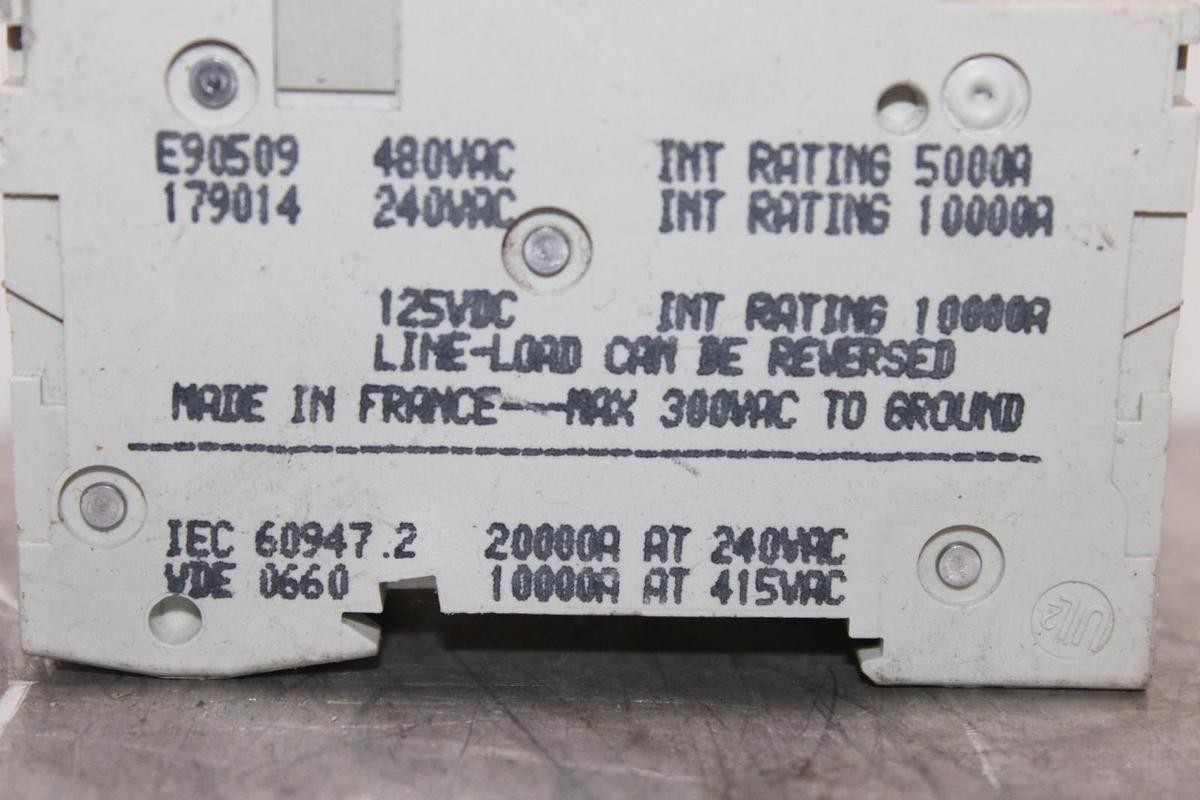 E90509 480VAC INT RATING 5000A
179014 240VAC INT RATING 10000A
125VDC INT RATING 10000A
LINE-LOAD CAN BE REVERSED
MADE IN FRANCE---MAX 300VAC TO GROUND
IEC 60947.2 20000A AT 240VAC
VDE 0660 10000A AT 415VAC